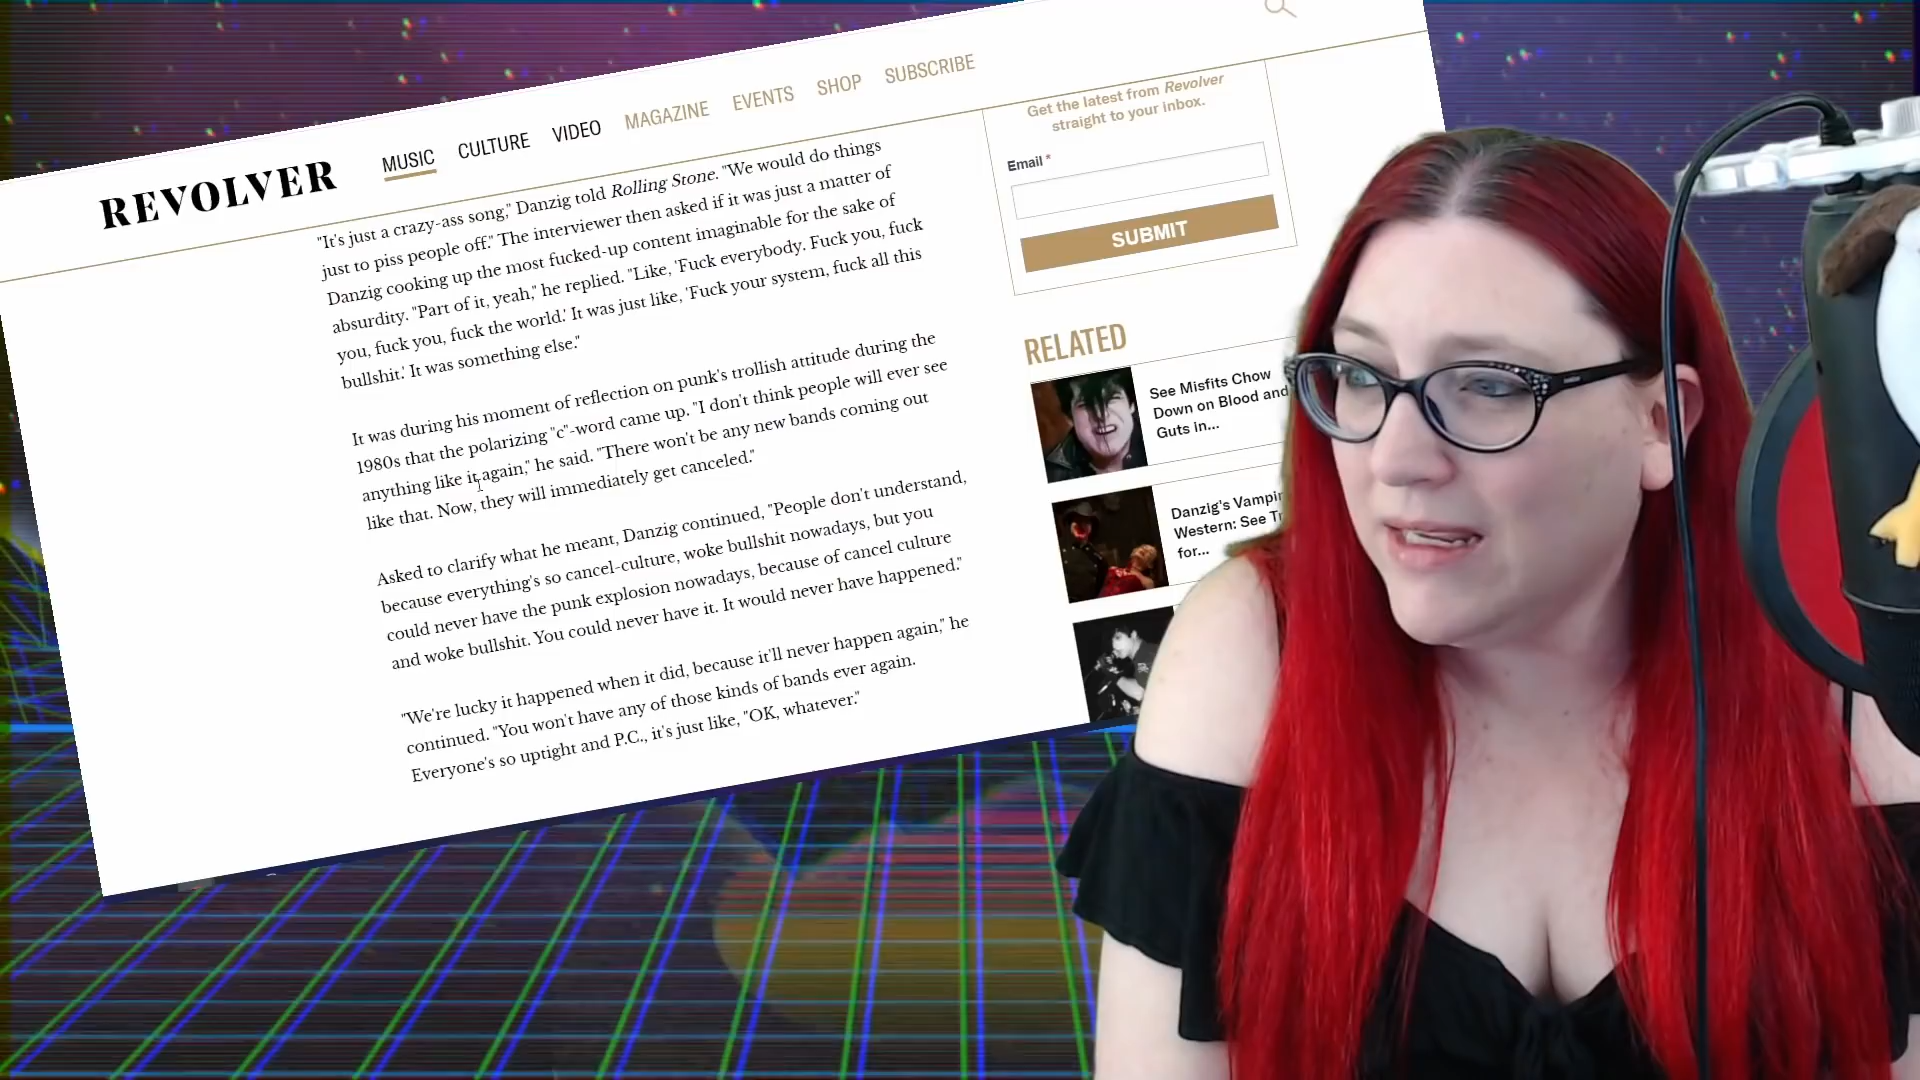 REVOLVER
MUSIC CULTURE VIDEO MAGAZINE EVENTS SHOP SUBSCRIBE
"It's just a crazy-ass song," Danzig told Rolling Stone. "We would do things
just to piss people off." The interviewer then asked if it was just a matter of
Danzig cooking up the most fucked-up content imaginable for the sake of
absurdity. "Part of it, yeah," he replied. "Like, 'Fuck everybody. Fuck you, fuck
you, fuck you, fuck the world.' It was just like, 'Fuck your system, fuck all this
bullshit.' It was something else."
It was during his moment of reflection on punk's trollish attitude during the
1980s that the polarizing "c"-word came up. "I don't think people will ever see
anything like it again," he said. "There won't be any new bands coming out
like that. Now, they will immediately get canceled."
Asked to clarify what he meant, Danzig continued, "People don't understand,
because everything's so cancel-culture, woke bullshit nowadays, but you
could never have the punk explosion nowadays, because of cancel culture
and woke bullshit. You could never have it. It would never have happened."
"We're lucky it happened when it did, because it'll never happen again," he
continued. "You won't have any of those kinds of bands ever again.
Everyone's so uptight and P.C., it's just like, "OK, whatever."
Get the latest from Revolver
straight to your inbox.
Email *
SUBMIT
RELATED
See Misfits Chow
Down on Blood and
Guts in...
Danzig's
Western: See
for...